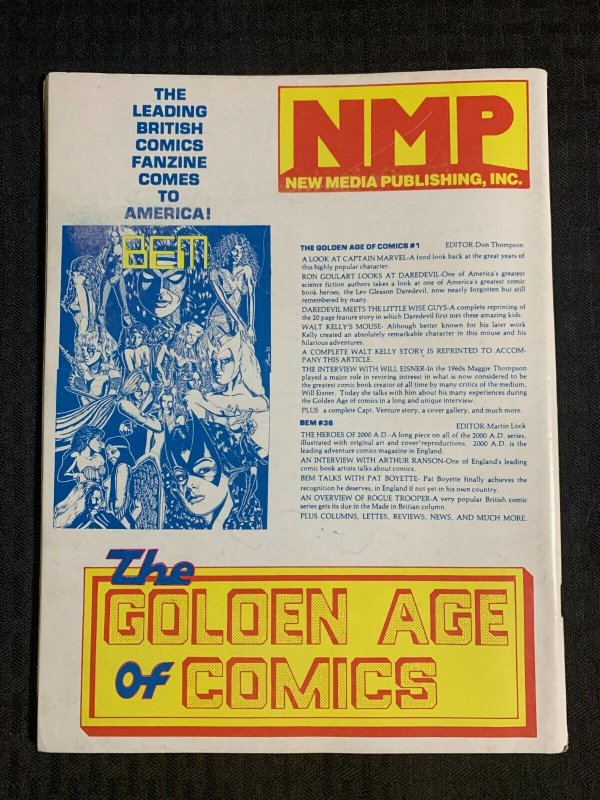 THE
LEADING
BRITISH
COMICS
FANZINE
COMES
TO
AMERICA!
BEM
NMP
NEW MEDIA PUBLISHING, INC.
THE GOLDEN AGE OF COMICS #1 EDITOR:Don Thompson
A LOOK AT CAPTAIN MARVEL-A fond look back at the great years of
this highly popular character.
RON GOULART LOOKS AT DAREDEVIL-One of America's greatest
science fiction authors takes a look at one of America's greatest comic
book heroes, the Lev Gleason Daredevil, now nearly forgotten but still
remembered by many.
DAREDEVIL MEETS THE LITTLE WISE GUYS-A complete reprinting of
the 20 page feature story in which Daredevil first met these amazing kids.
WALT KELLY'S MOUSE- Although better known for his later work
Kelly created an absolutely remarkable character in this mouse and his
hilarious adventures.
A COMPLETE WALT KELLY STORY IS REPRINTED TO ACCOM-
PANY THIS ARTICLE.
THE INTERVIEW WITH WILL EISNER-In the 1960s Maggie Thompson
played a major role in reviving intrest in what is now considered to be
the greatest comic book creator of all time by many critics of the medium,
Will Eisner. Today she talks with him about his many experiences during
the Golden Age of comics in a long and unique interview.
PLUS a complete Capt. Venture story, a cover gallery, and much more.
BEM #36 EDITOR:Martin Lock
THE HEROES OF 2000 A.D.-A long piece on all of the 2000 A.D. series,
illustrated with original art and cover reproductions. 2000 A.D. is the
leading adventure comics magazine in England.
AN INTERVIEW WITH ARTHUR RANSON-One of England's leading
comic book artists talks about comics.
BEM TALKS WITH PAT BOYETTE- Pat Boyette finally achieves the
recognition he deserves, in England if not yet in his own country.
AN OVERVIEW OF ROGUE TROOPER-A very popular British comic
series gets its due in the Made in Britian column.
PLUS COLUMNS, LETTES, REVIEWS, NEWS, AND MUCH MORE.
The
GOLDEN AGE
OF COMICS